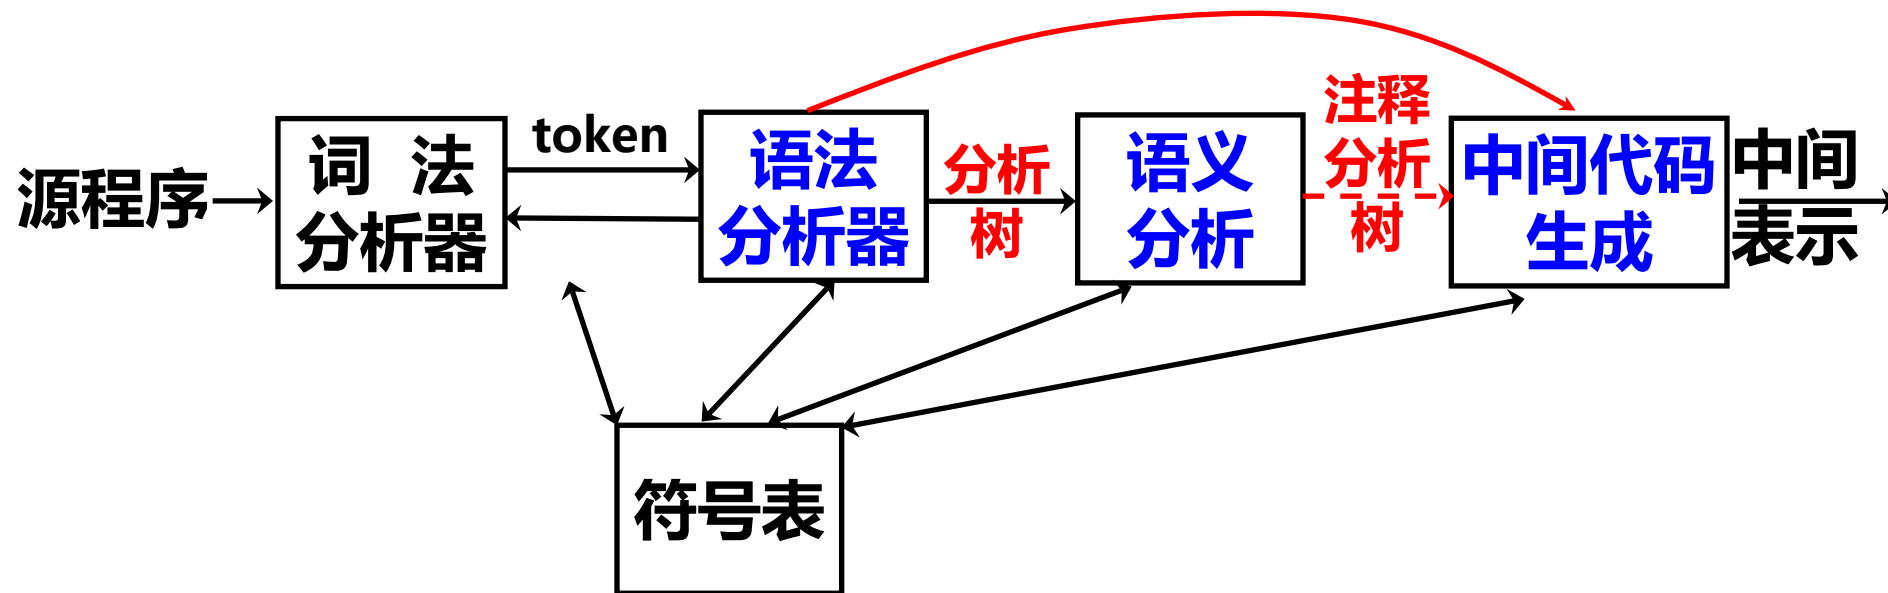 源程序
词 法
分析器
token
语法
分析器
分析
树
语义
分析
注释
分析
树
中间代码
生成
中间
表示
符号表